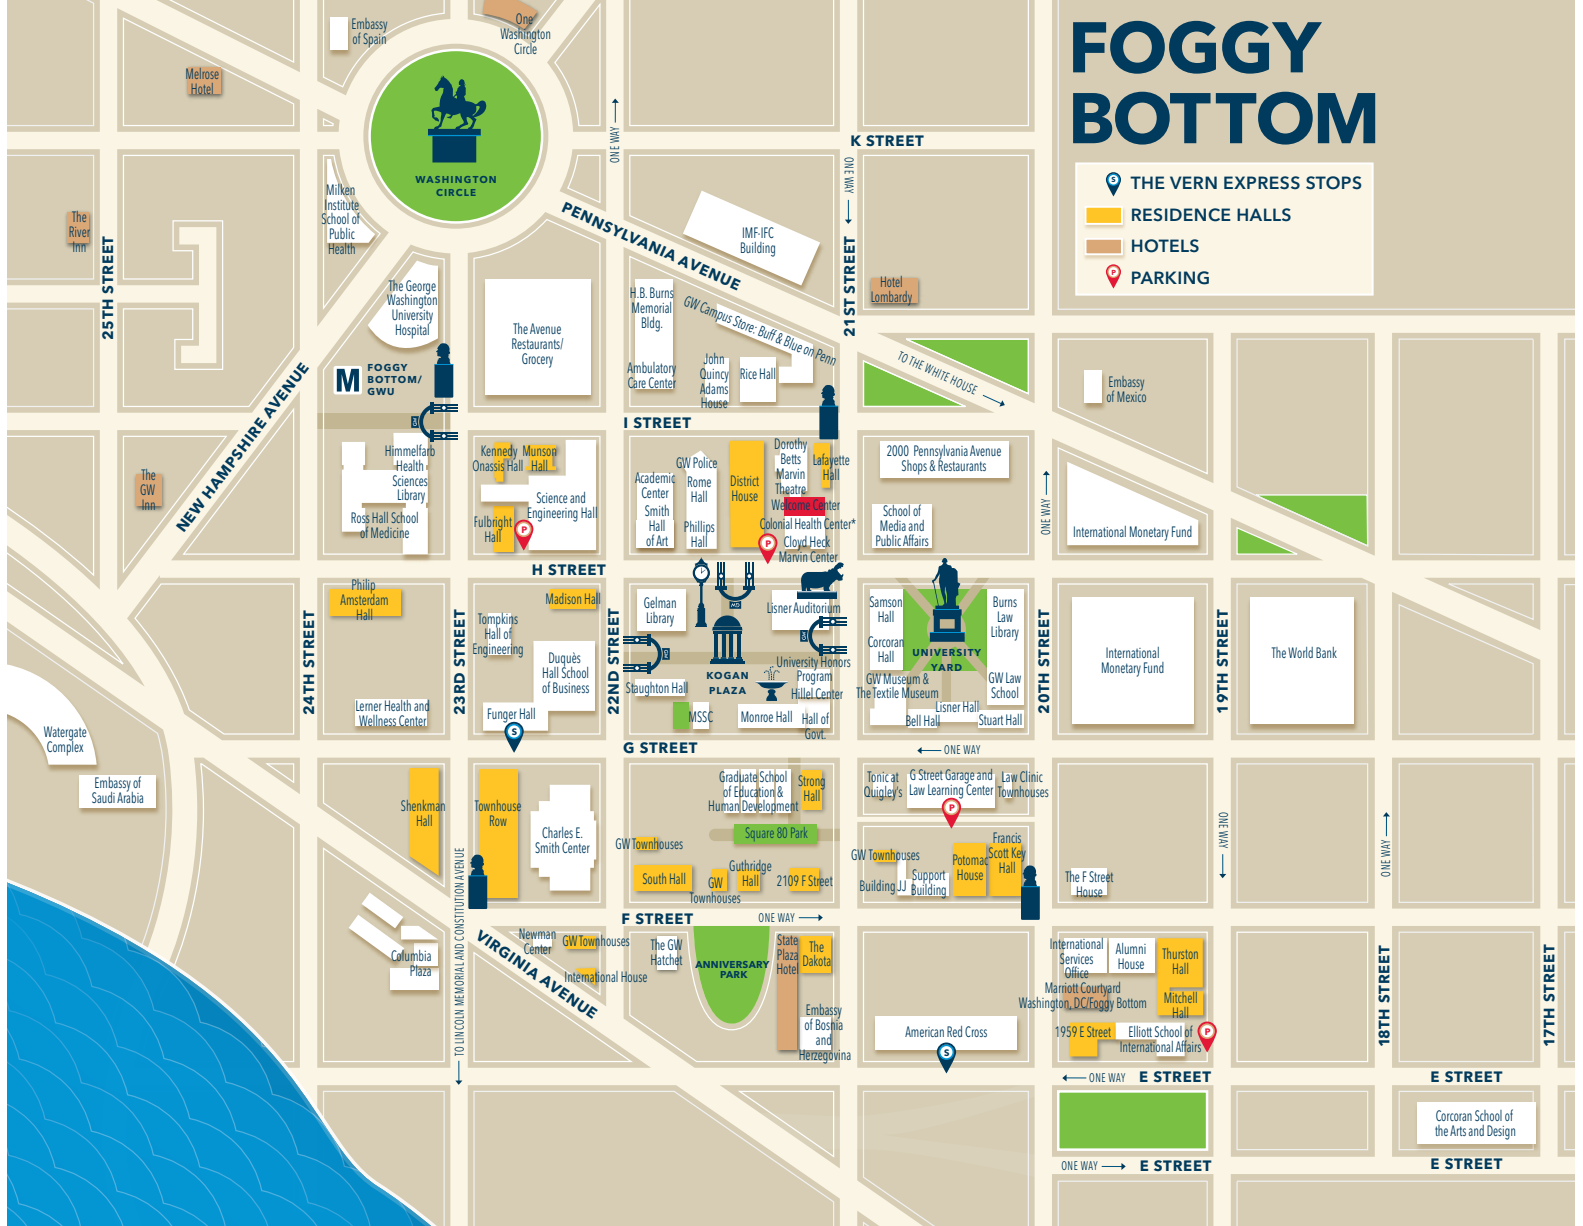 FOGGY
BOTTOM
S THE VERN EXPRESS STOPS
RESIDENCE HALLS
HOTELS
P PARKING
Embassy
of Spain
One
Washington
Circle
Melrose
Hotel
WASHINGTON
CIRCLE
ONE WAY
K STREET
ONE WAY
Milken
Institute
School of
Public
Health
The
River
Inn
25TH STREET
PENNSYLVANIA AVENUE
IMF-IFC
Building
21ST STREET
Hotel
Lombardy
The George
Washington
University
Hospital
The Avenue
Restaurants/
Grocery
H.B. Burns
Memorial
Bldg.
Ambulatory
Care Center
GW Campus Store: Buff & Blue on Penn
John
Quincy
Adams
House
Rice Hall
TO THE WHITE HOUSE
Embassy
of Mexico
M
FOGGY
BOTTOM/
GWU
NEW HAMPSHIRE AVENUE
I STREET
The
GW
Inn
Himmelfarb
Health
Sciences
Library
Ross Hall School
of Medicine
Kennedy
Onassis Hall
Munson
Hall
Science and
Engineering Hall
Fulbright
Hall
P
Academic
Center
Smith
Hall
of Art
GW Police
Rome
Hall
Phillips
Hall
District
House
Dorothy
Betts
Marvin
Theatre
Lafayette
Hall
Welcome Center
Colonial Health Center*
Cloyd Heck
Marvin Center
P
2000 Pennsylvania Avenue
Shops & Restaurants
School of
Media and
Public Affairs
ONE WAY
International Monetary Fund
H STREET
Philip
Amsterdam
Hall
24TH STREET
23RD STREET
Madison Hall
Tompkins
Hall of
Engineering
Duquès
Hall School
of Business
22ND STREET
Gelman
Library
Lisner Auditorium
KOGAN
PLAZA
University Honors
Program
Hillel Center
Staughton Hall
MSSC
Monroe Hall
Hall of
Govt.
Samson
Hall
Corcoran
Hall
UNIVERSITY
YARD
Burns
Law
Library
GW Museum &
The Textile Museum
GW Law
School
Lisner Hall
Bell Hall
Stuart Hall
20TH STREET
International
Monetary Fund
19TH STREET
The World Bank
Lerner Health and
Wellness Center
Funger Hall
S
G STREET
ONE WAY
Watergate
Complex
Embassy of
Saudi Arabia
Shenkman
Hall
Townhouse
Row
Charles E.
Smith Center
Graduate School
of Education &
Human Development
Strong
Hall
Square 80 Park
GW Townhouses
South Hall
GW
Townhouses
Guthridge
Hall
2109 F Street
Tonic at
Quigley's
G Street Garage and
Law Learning Center
Law Clinic
Townhouses
P
GW Townhouses
Building JJ
Support
Building
Potomac
House
Francis
Scott Key
Hall
The F Street
House
ONE WAY
ONE WAY
F STREET
ONE WAY
TO LINCOLN MEMORIAL AND CONSTITUTION AVENUE
VIRGINIA AVENUE
Columbia
Plaza
Newman
Center
GW Townhouses
International House
The GW
Hatchet
ANNIVERSARY
PARK
State
Plaza
Hotel
The
Dakota
Embassy
of Bosnia
and
Herzegovina
American Red Cross
S
International
Services
Office
Alumni
House
Thurston
Hall
Marriott Courtyard
Washington, DC/Foggy Bottom
Mitchell
Hall
1959 E Street
Elliott School of
International Affairs
P
18TH STREET
17TH STREET
ONE WAY
E STREET
E STREET
Corcoran School of
the Arts and Design
ONE WAY
E STREET
E STREET